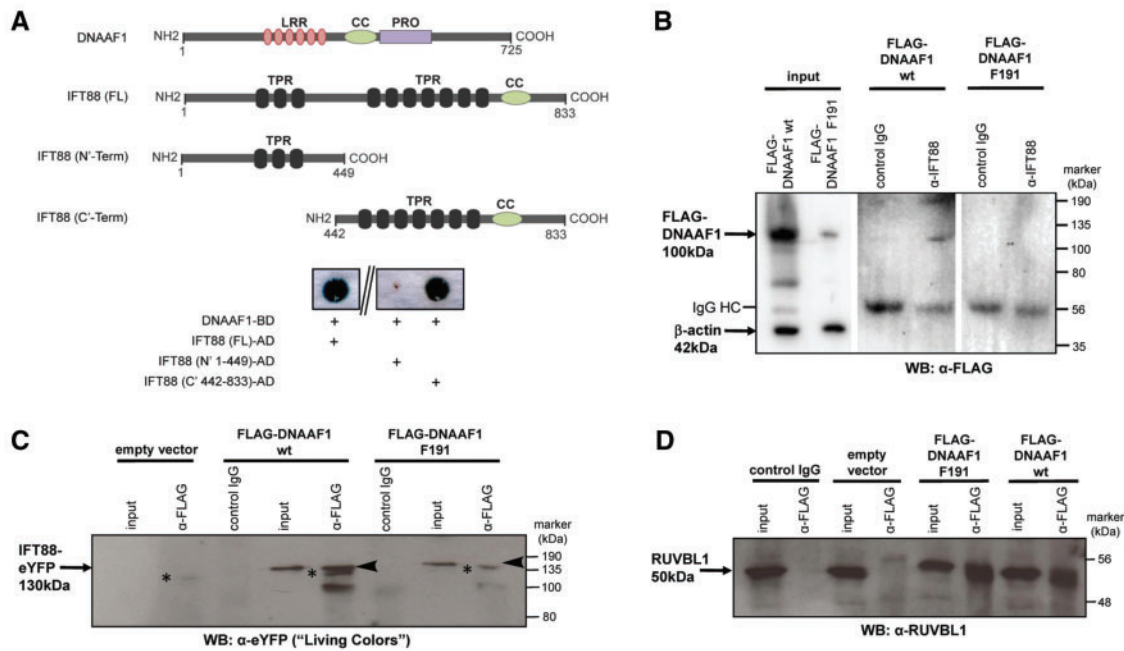 A
DNAAF1
NH2
LRR
CC
PRO
COOH
1
725
IFT88 (FL)
NH2
TPR
TPR
CC
COOH
1
833
IFT88 (N'-Term)
NH2
TPR
COOH
1
449
IFT88 (C'-Term)
NH2
TPR
CC
COOH
442
833
DNAAF1-BD + + +
IFT88 (FL)-AD +
IFT88 (N' 1-449)-AD +
IFT88 (C' 442-833)-AD +
B
input
FLAG-
DNAAF1
wt
FLAG-
DNAAF1
F191
FLAG-
DNAAF1 wt
FLAG-
DNAAF1 F191
control IgG
α-IFT88
control IgG
α-IFT88
marker
(kDa)
FLAG-
DNAAF1
100kDa
IgG HC
β-actin
42kDa
190
135
100
80
56
35
WB: α-FLAG
C
empty vector
FLAG-DNAAF1
wt
FLAG-DNAAF1
F191
input
α-FLAG
control IgG
input
α-FLAG
control IgG
input
α-FLAG
marker
(kDa)
IFT88-
eYFP
130kDa
*
*
*
190
135
100
80
WB: α-eYFP ("Living Colors")
D
control IgG
empty
vector
FLAG-
DNAAF1
F191
FLAG-
DNAAF1
wt
input
α-FLAG
input
α-FLAG
input
α-FLAG
input
α-FLAG
marker
(kDa)
RUVBL1
50kDa
56
48
WB: α-RUVBL1